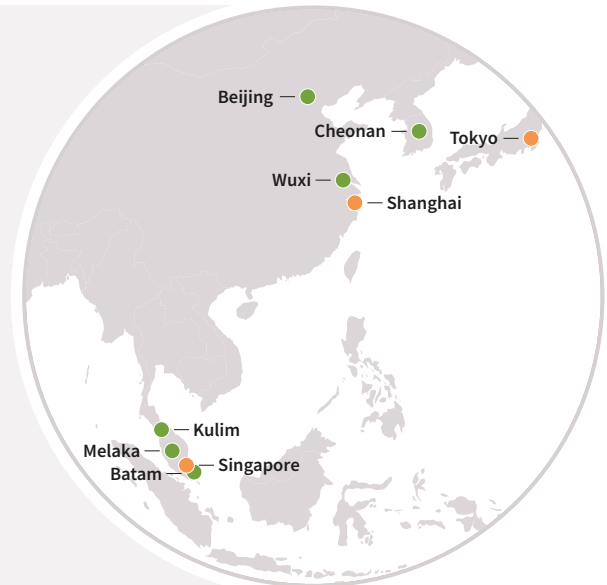 Beijing
Cheonan
Tokyo
Wuxi
Shanghai
Kulim
Melaka
Singapore
Batam